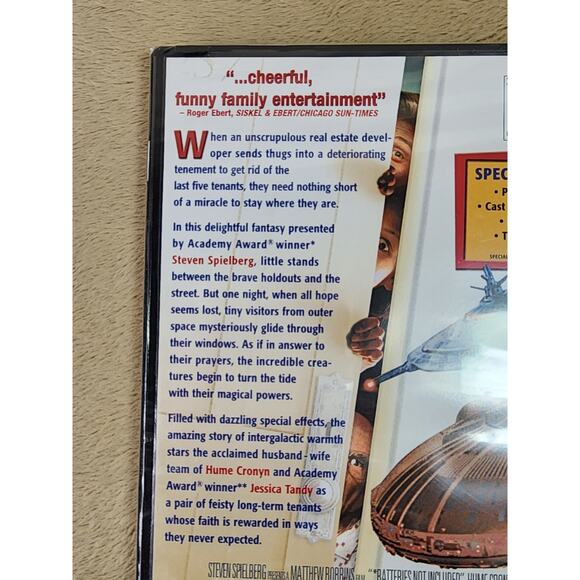 “...cheerful,
funny family entertainment”
– Roger Ebert, SISKEL & EBERT/CHICAGO SUN-TIMES
When an unscrupulous real estate devel-
oper sends thugs into a deteriorating
tenement to get rid of the
last five tenants, they need nothing short
of a miracle to stay where they are.
In this delightful fantasy presented
by Academy Award® winner*
Steven Spielberg, little stands
between the brave holdouts and the
street. But one night, when all hope
seems lost, tiny visitors from outer
space mysteriously glide through
their windows. As if in answer to
their prayers, the incredible crea-
tures begin to turn the tide
with their magical powers.
Filled with dazzling special effects, the
amazing story of intergalactic warmth
stars the acclaimed husband-wife
team of Hume Cronyn and Academy
Award® winner** Jessica Tandy as
a pair of feisty long-term tenants
whose faith is rewarded in ways
they never expected.
SPEC
• P
• Cast
• T
SPECIAL
STEVEN SPIELBERG PRESENTS A MATTHEW ROBBINS FILM "*BATTERIES NOT INCLUDED" HUME CRON